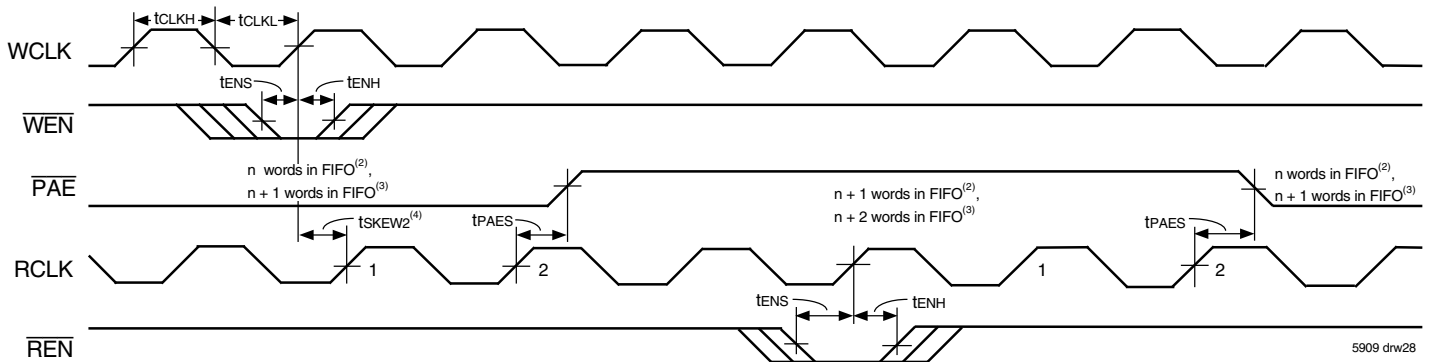 tCLKH
tCLKL
WCLK
tENS
tENH
WEN
n words in FIFO(2),
n + 1 words in FIFO(3)
PAE
n + 1 words in FIFO(2),
n + 2 words in FIFO(3)
n words in FIFO(2),
n + 1 words in FIFO(3)
tSKEW2(4)
tPAES
tPAES
RCLK
1
2
1
2
tENS
tENH
REN
5909 drw28